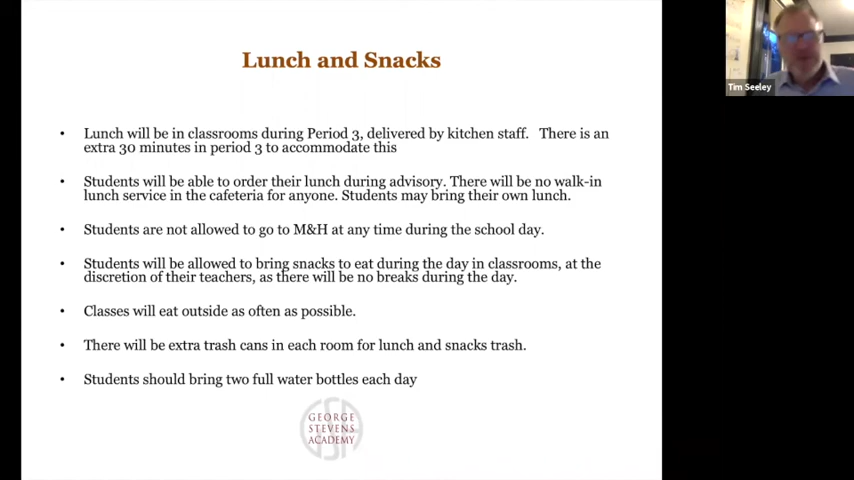 Lunch and Snacks
Tim Seeley
• Lunch will be in classrooms during Period 3, delivered by kitchen staff. There is an
extra 30 minutes in period 3 to accommodate this
• Students will be able to order their lunch during advisory. There will be no walk-in
lunch service in the cafeteria for anyone. Students may bring their own lunch.
• Students are not allowed to go to M&H at any time during the school day.
• Students will be allowed to bring snacks to eat during the day in classrooms, at the
discretion of their teachers, as there will be no breaks during the day.
• Classes will eat outside as often as possible.
• There will be extra trash cans in each room for lunch and snacks trash.
• Students should bring two full water bottles each day
GEORGE
STEVENS
ACADEMY